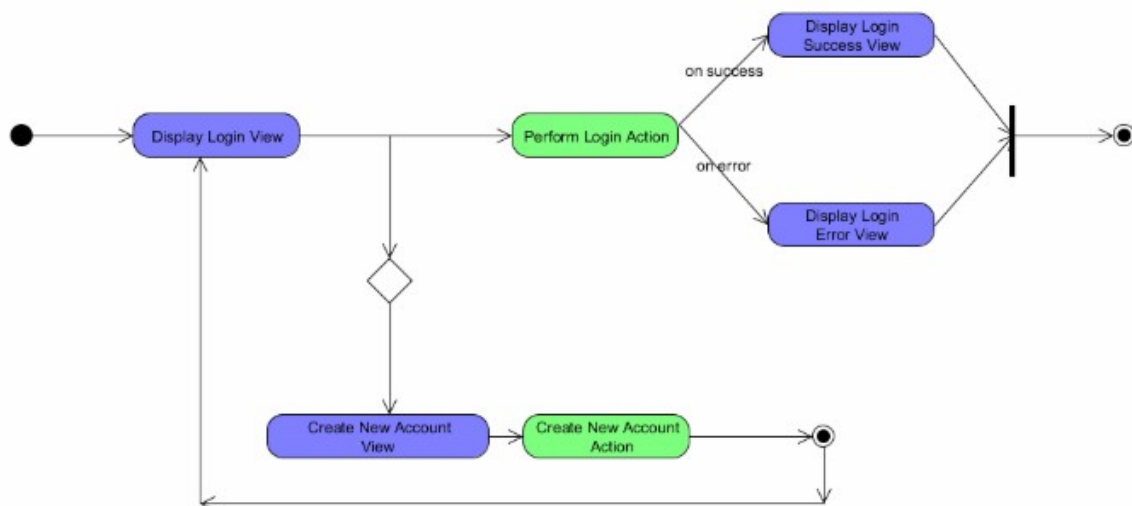 Display Login
Success View
on success
Display Login View
Perform Login Action
on error
Display Login
Error View
Create New Account
View
Create New Account
Action